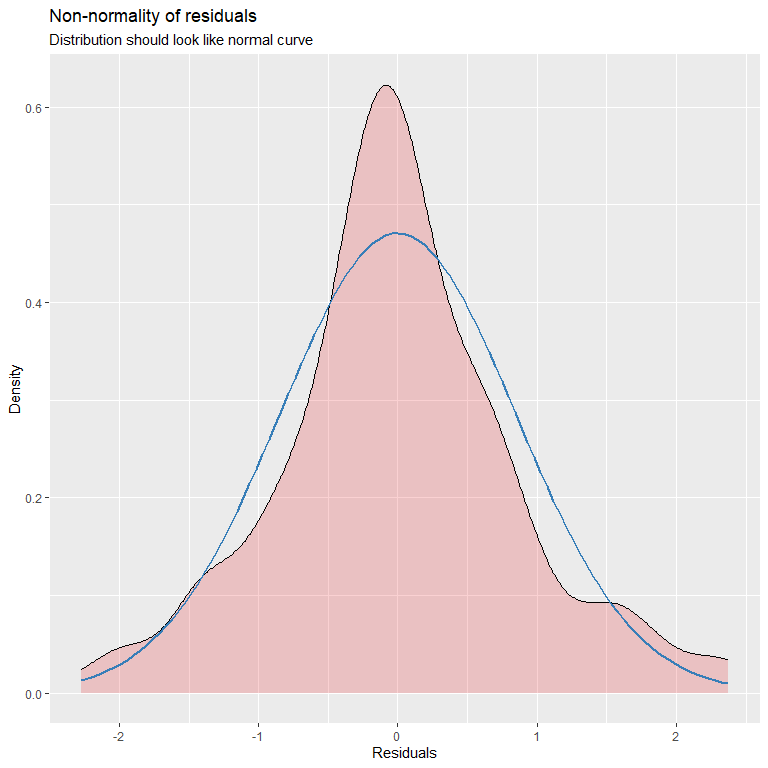 Non-normality of residuals
Distribution should look like normal curve
Density
0.6
0.4
0.2
0.0
-2 -1 0 1 2
Residuals